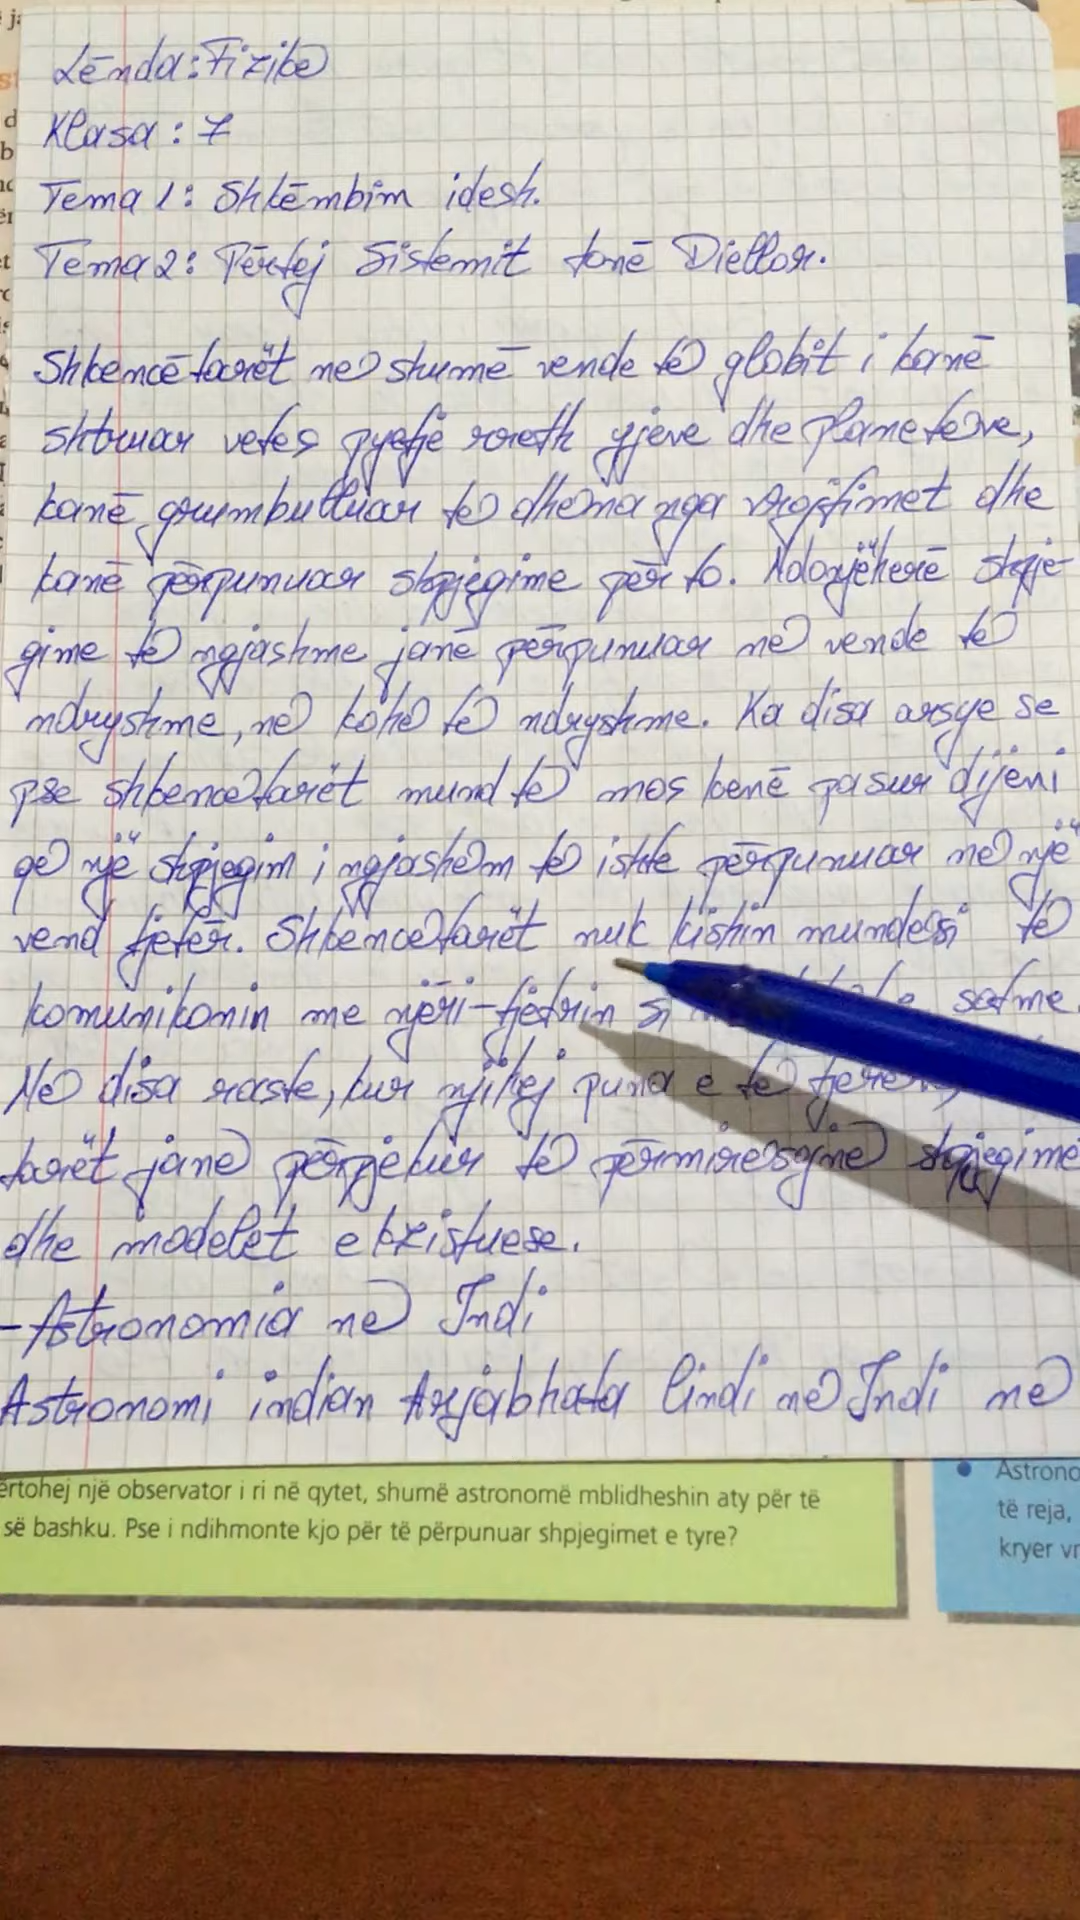 Lënda: Fizikë
Klasa: 7
Tema 1: Shkëmbim idesh.
Tema 2: Përtej Sistemit tonë Diellor.
Shkencëtarët në shumë vende të globit i kanë
shtruar vetes pyetje rreth yjeve dhe planetëve,
kanë grumbulluar të dhëna nga vrojtimet dhe
kanë përpunuar shpjegime për to. Ndonjëherë shpje-
gime të ngjashme janë përpunuar në vende të
ndryshme, në kohë të ndryshme. Ka disa arsye se
pse shkencëtarët mund të mos kenë pasur dijeni
që një shpjegim i ngjashëm të ishte përpunuar në një
vend tjetër. Shkencëtarët nuk kishin mundësi të
komunikonin me njëri-tjetrin si sotme.
Në disa raste, kur njihej puna e të tjerëve,
tarët janë përpjekur të përmirësojnë shpjegime
dhe modelet ekzistuese.
-Astronomia në Indi
Astronomi indian Arjabhata lindi në Indi në
ërtohej një observator i ri në qytet, shumë astronomë mblidheshin aty për të
së bashku. Pse i ndihmonte kjo për të përpunuar shpjegimet e tyre?
• Astrono
të reja,
kryer vr